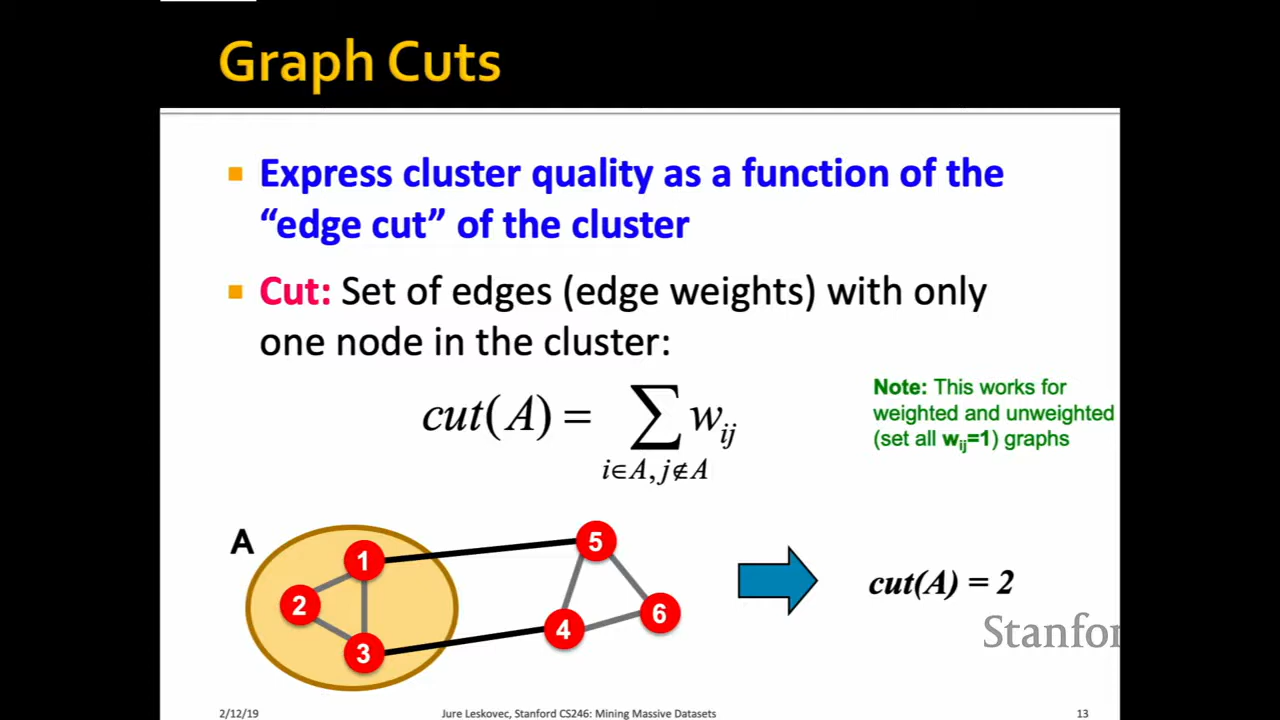 Graph Cuts
Express cluster quality as a function of the
“edge cut” of the cluster
Cut: Set of edges (edge weights) with only
one node in the cluster:
cut(A) = ∑ w_ij
i∈A, j∉A
Note: This works for
weighted and unweighted
(set all w_ij=1) graphs
A
1
2
3
5
4
6
cut(A) = 2
Stanfor
2/12/19
Jure Leskovec, Stanford CS246: Mining Massive Datasets
13